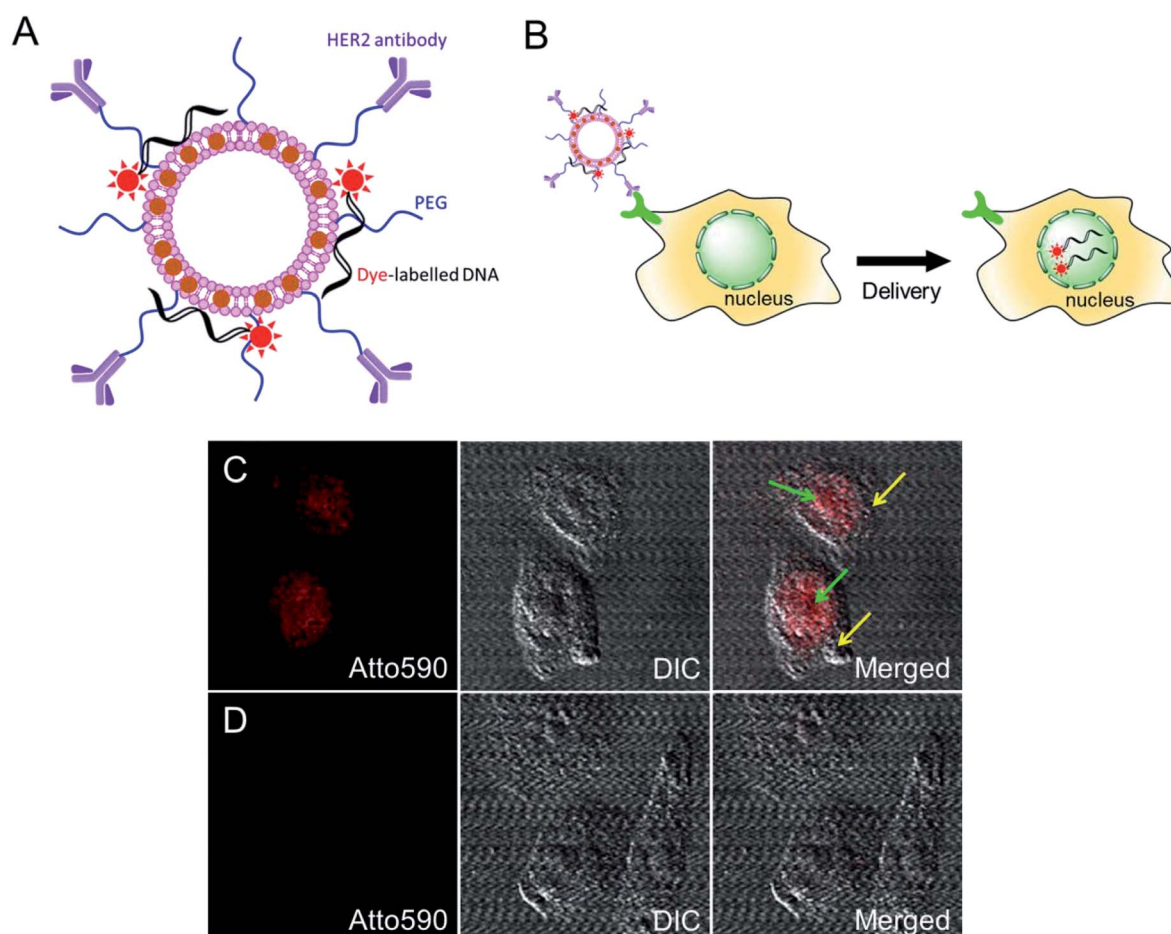 A
HER2 antibody
PEG
Dye-labelled DNA
B
nucleus
Delivery
nucleus
C
Atto590
DIC
Merged
D
Atto590
DIC
Merged